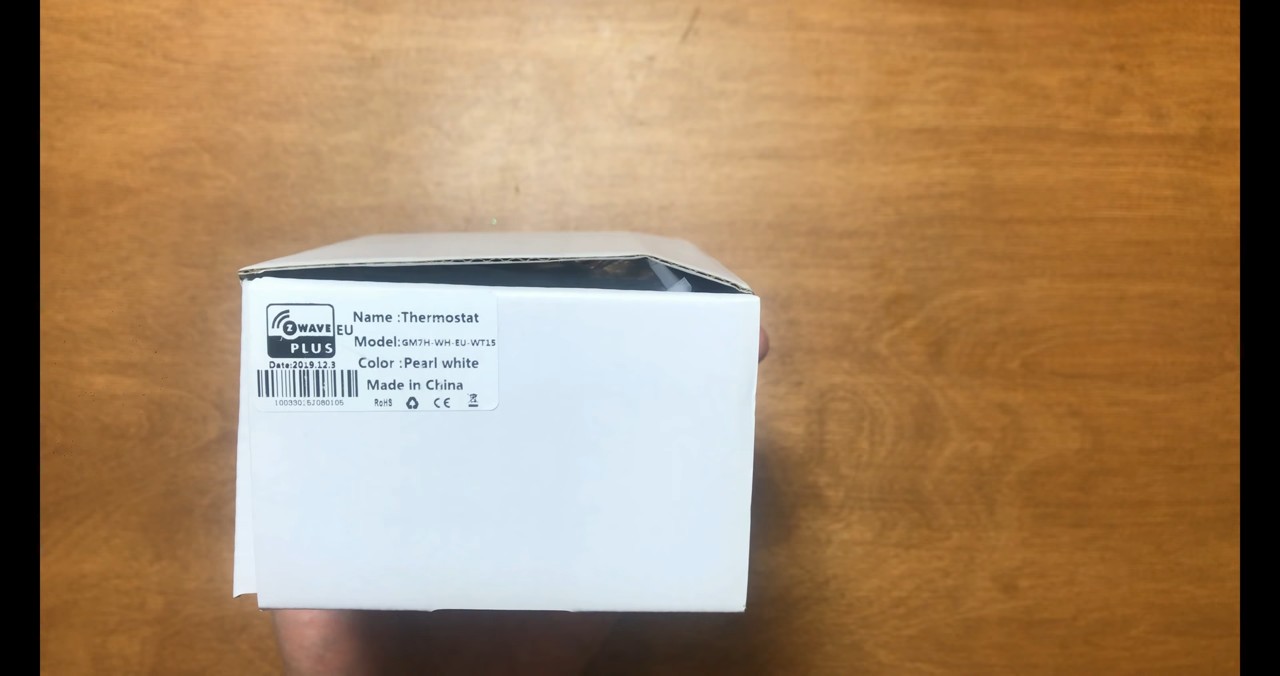 Z WAVE
PLUS
EU
Name :Thermostat
Model:GM7H-WH-EU-WT15
Color :Pearl white
Date:2019.12.3
Made in China
RoHS
CE